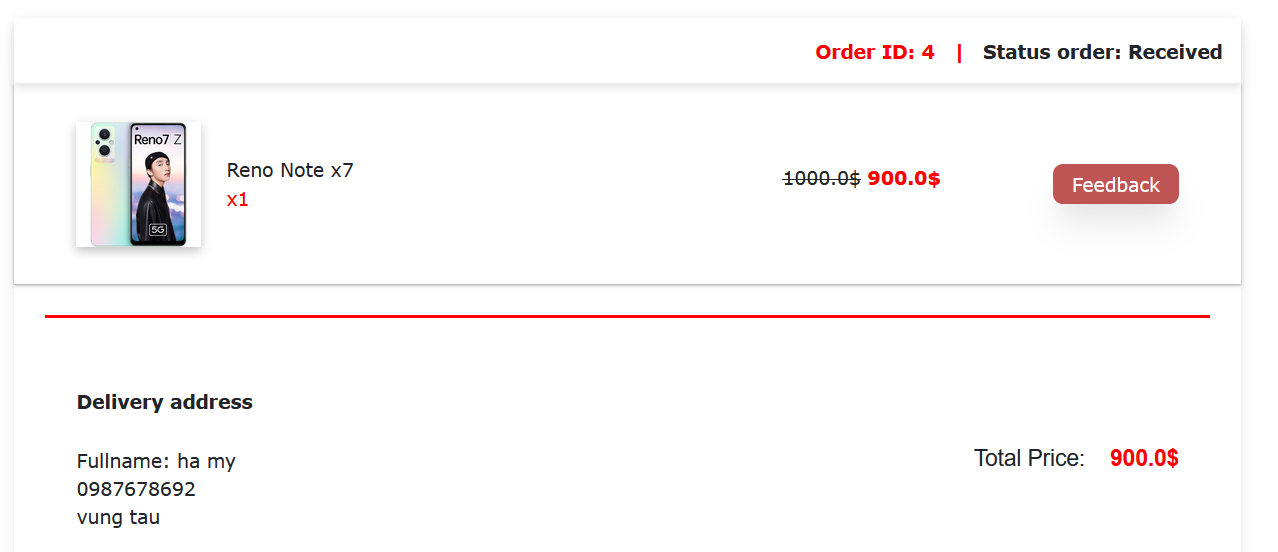 Order ID: 4 | Status order: Received
Reno7 Z
5G
Reno Note x7
x1
1000.0$ 900.0$
Feedback
Delivery address
Fullname: ha my
0987678692
vung tau
Total Price: 900.0$